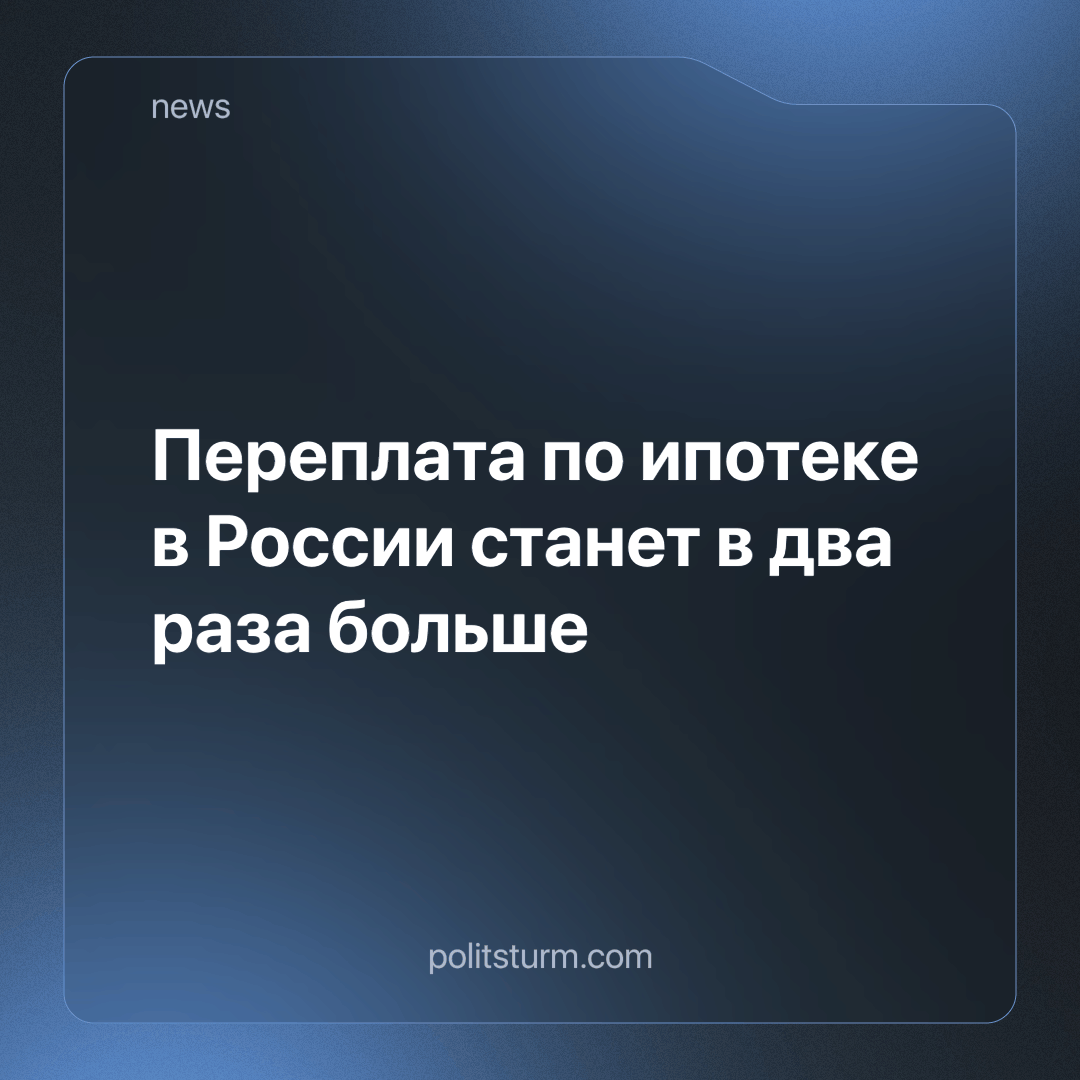 news
Переплата по ипотеке
в России станет в два
раза больше
politsturm.com